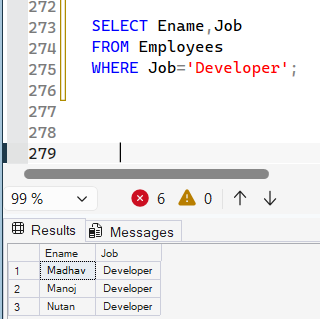 272
273 SELECT Ename,Job
274 FROM Employees
275 WHERE Job='Developer';
276
277
278
279
99 % 6 0
Results Messages
Ename Job
1 Madhav Developer
2 Manoj Developer
3 Nutan Developer